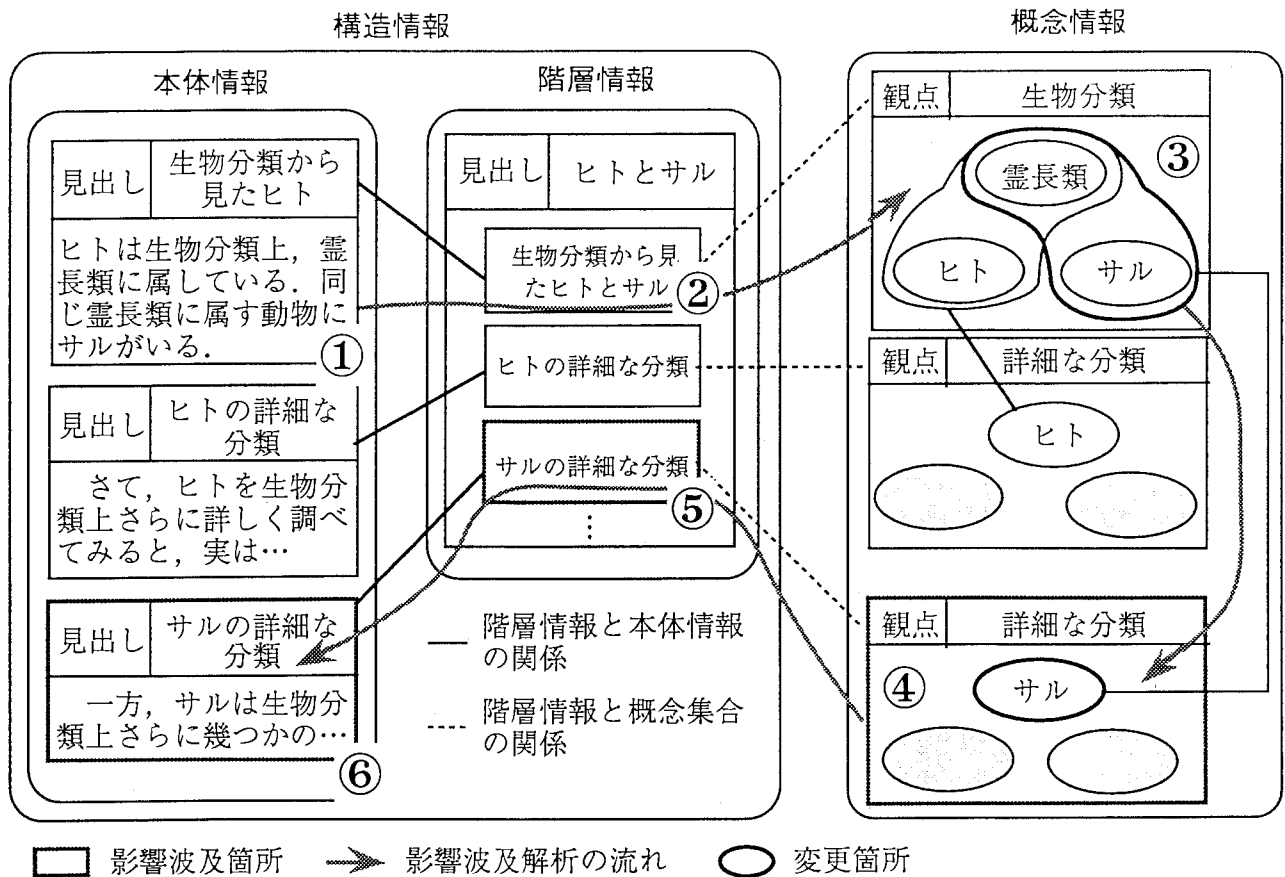 構造情報
概念情報
本体情報
階層情報
見出し
生物分類から
見たヒト
ヒトは生物分類上，霊
長類に属している．同
じ霊長類に属す動物に
サルがいる．
①
見出し
ヒトの詳細な
分類
さて，ヒトを生物分
類上さらに詳しく調べ
てみると，実は…
見出し
サルの詳細な
分類
一方，サルは生物分
類上さらに幾つかの…
⑥
見出し
ヒトとサル
生物分類から見
たヒトとサル
②
ヒトの詳細な分類
サルの詳細な分類
⑤
⋮
階層情報と本体情報
の関係
階層情報と概念集合
の関係
観点
生物分類
③
霊長類
ヒト
サル
観点
詳細な分類
ヒト
観点
詳細な分類
④
サル
影響波及箇所
影響波及解析の流れ
変更箇所